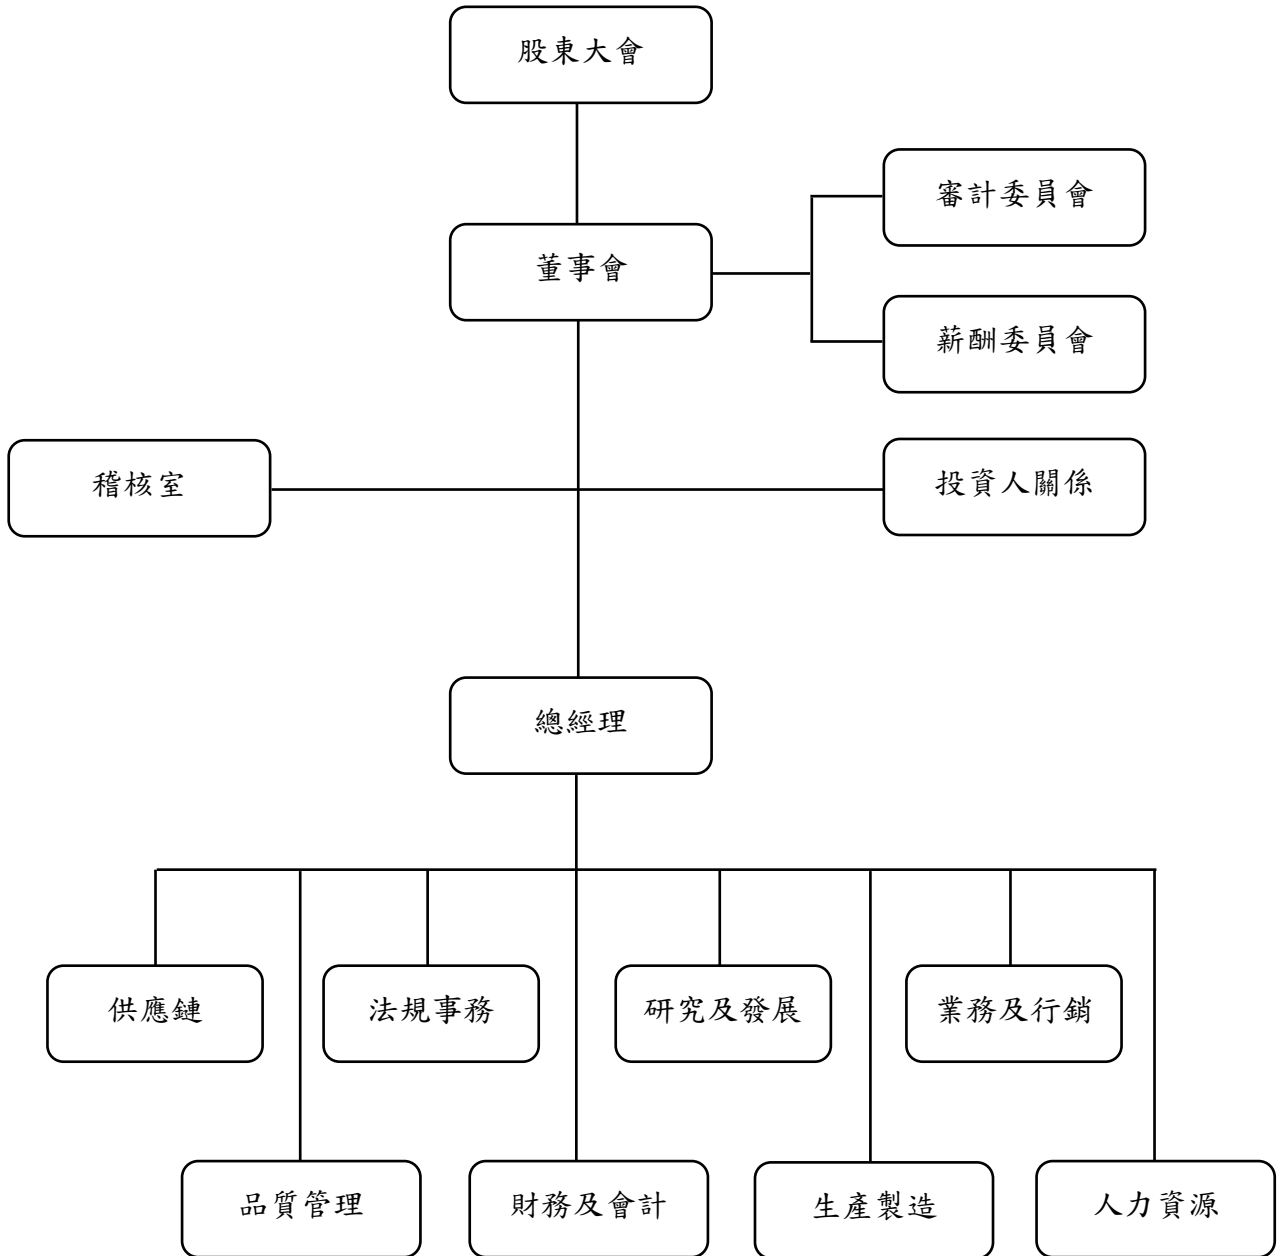 股東大會
審計委員會
董事會
薪酬委員會
稽核室
投資人關係
總經理
供應鏈
法規事務
研究及發展
業務及行銷
品質管理
財務及會計
生產製造
人力資源